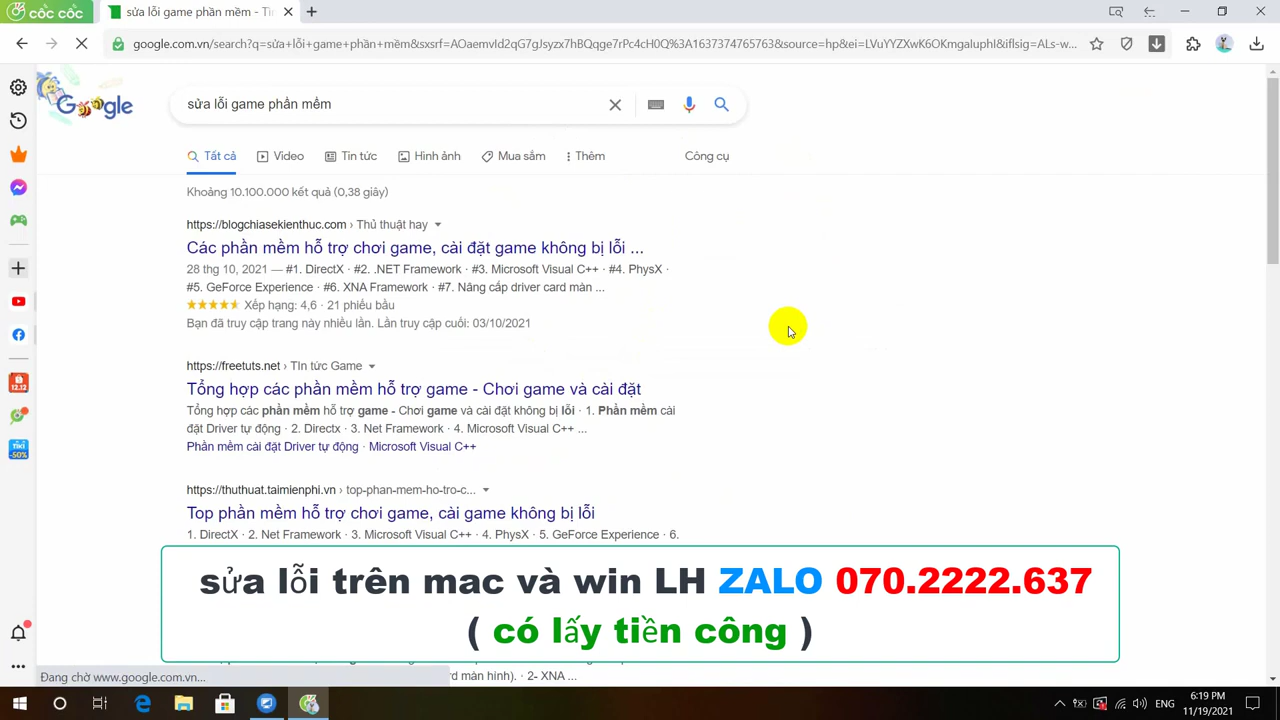 cốc cốc
sửa lỗi game phần mềm - Tìm
google.com.vn/search?q=sửa+lỗi+game+phần+mềm&sxsrf=AOaemvId2qG7gJsyzx7hBQqge7rPc4cH0Q%3A1637374765763&source=hp&ei=LVuYYZXwK6OKmgaluphI&iflsig=ALs-w...
Google
sửa lỗi game phần mềm
Tất cả
Video
Tin tức
Hình ảnh
Mua sắm
Thêm
Công cụ
Khoảng 10.100.000 kết quả (0,38 giây)
https://blogchiasekienthuc.com › Thủ thuật hay
Các phần mềm hỗ trợ chơi game, cài đặt game không bị lỗi ...
28 thg 10, 2021 — #1. DirectX · #2. .NET Framework · #3. Microsoft Visual C++ · #4. PhysX ·
#5. GeForce Experience · #6. XNA Framework · #7. Nâng cấp driver card màn ...
Xếp hạng: 4,6 · 21 phiếu bầu
Bạn đã truy cập trang này nhiều lần. Lần truy cập cuối: 03/10/2021
https://freetuts.net › Tin tức Game
Tổng hợp các phần mềm hỗ trợ game - Chơi game và cài đặt
Tổng hợp các phần mềm hỗ trợ game - Chơi game và cài đặt không bị lỗi · 1. Phần mềm cài
đặt Driver tự động · 2. Directx · 3. Net Framework · 4. Microsoft Visual C++ ...
Phần mềm cài đặt Driver tự động · Microsoft Visual C++
https://thuthuat.taimienphi.vn › top-phan-mem-ho-tro-c...
Top phần mềm hỗ trợ chơi game, cài game không bị lỗi
1. DirectX · 2. Net Framework · 3. Microsoft Visual C++ · 4. PhysX · 5. GeForce Experience · 6.
sửa lỗi trên mac và win LH ZALO 070.2222.637
( có lấy tiền công )
rd màn hình). · 2- XNA ...
Đang chờ www.google.com.vn...
12.12
TIKI
-50%
ENG
6:19 PM
11/19/2021